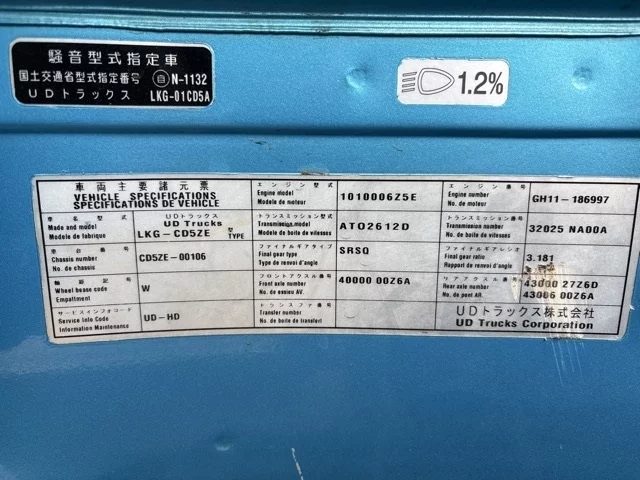 騒音型式指定車
国土交通省型式指定番号 自 N-1132
UDトラックス LKG-01CD5A
1.2%
車両主要諸元票
VEHICLE SPECIFICATIONS
SPECIFICATIONS DE VEHICLE
エンジン型式
Engine model
Modele de moteur
1010006Z5E
エンジン番号
Engine number
No. de moteur
GH11-186997
車名型式
Made and model
Modele de fabrique
UDトラックス
UD Trucks
LKG-CD5ZE
型
TYPE
トランスミッション型式
Transmission model
Modele de boite de vitesses
ATO2612D
トランスミッション番号
Transmission number
No. de boite de vitesses
32025 NA00A
車台番号
Chassis number
No. de chassis
CD5ZE-00106
ファイナルギアタイプ
Final gear type
Type de renvoi d'angle
SRSQ
ファイナルギアレシオ
Final gear ratio
Rapport de renvoi d'angle
3.181
軸距記号
Wheel base code
Empattement
W
フロントアクスル番号
Front axle number
No. de essieu AV.
40000 00Z6A
リアアクスル番号
Rear axle number
No. de pont AR.
43000 27Z6D
43006 00Z6A
サービスインフォコード
Service Info Code
Information Maintenance
UD-HD
トランスファ番号
Transfer number
No. de boite de transfert
UDトラックス株式会社
UD Trucks Corporation